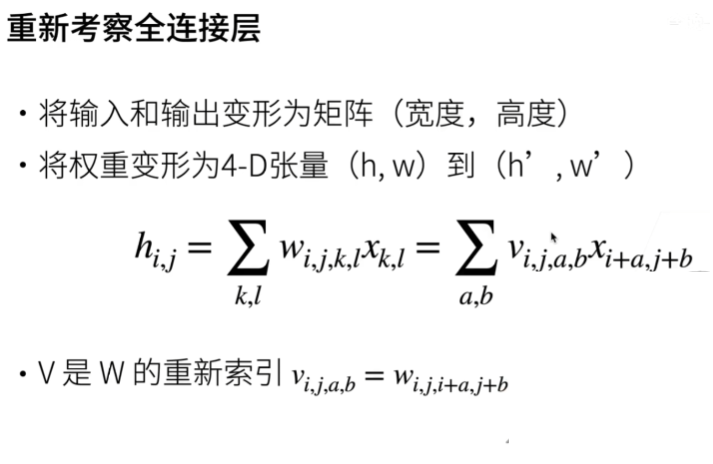 重新考察全连接层
·将输入和输出变形为矩阵（宽度，高度）
·将权重变形为4-D张量（h,w）到（h’,w’）
h_{i,j} = ∑_{k,l} w_{i,j,k,l}x_{k,l} = ∑_{a,b} v_{i,j,a,b}x_{i+a,j+b}
·V 是 W 的重新索引 v_{i,j,a,b} = w_{i,j,i+a,j+b}